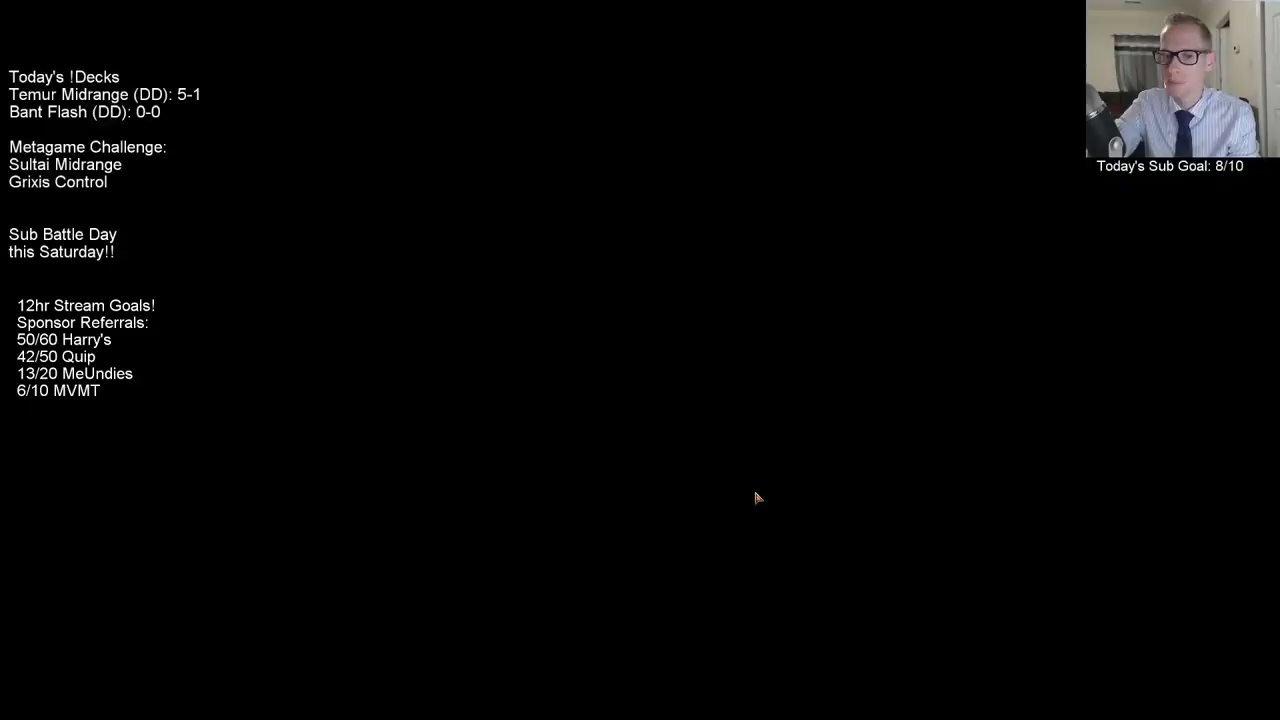 Today's !Decks
Temur Midrange (DD): 5-1
Bant Flash (DD): 0-0
Metagame Challenge:
Sultai Midrange
Grixis Control
Sub Battle Day
this Saturday!!
12hr Stream Goals!
Sponsor Referrals:
50/60 Harry's
42/50 Quip
13/20 MeUndies
6/10 MVMT
Today's Sub Goal: 8/10